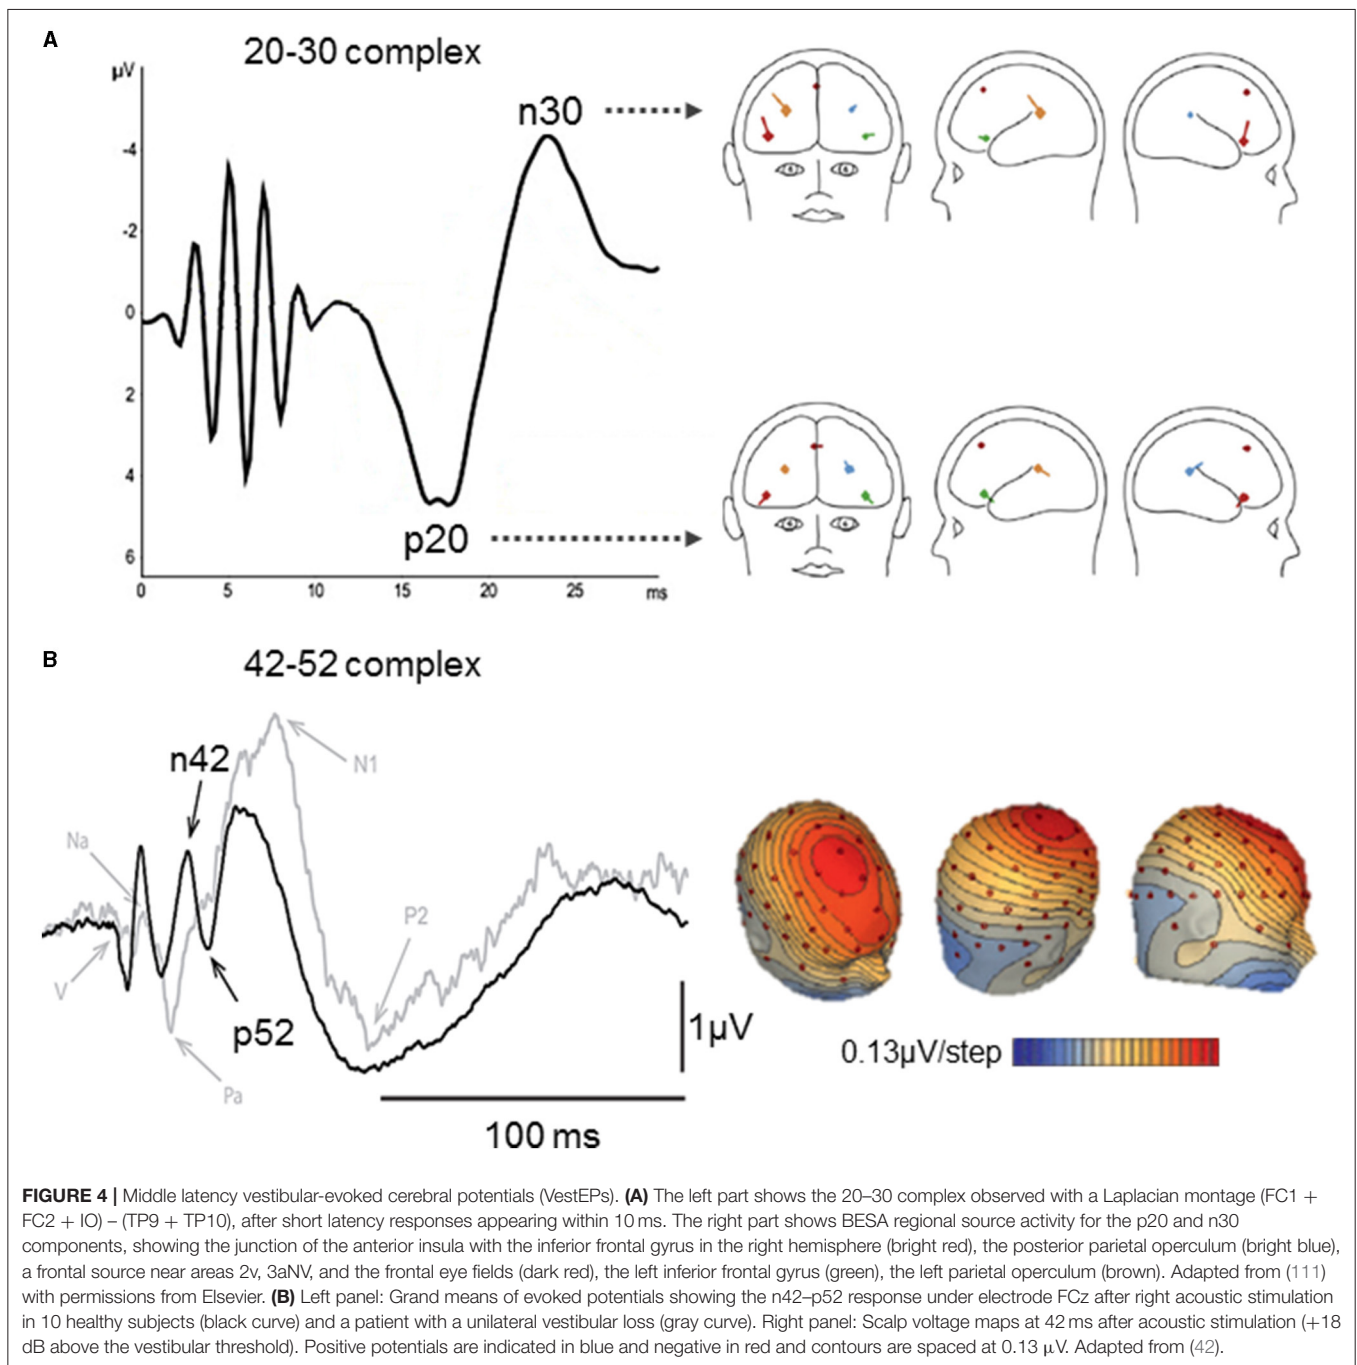 A
20-30 complex
μV
n30
-4
-2
0
2
4
6
p20
0 5 10 15 20 25 ms
B
42-52 complex
n42
N1
Na
P2
V
p52
Pa
1μV
0.13μV/step
100 ms
FIGURE 4 | Middle latency vestibular-evoked cerebral potentials (VestEPs). (A) The left part shows the 20–30 complex observed with a Laplacian montage (FC1 +
FC2 + IO) – (TP9 + TP10), after short latency responses appearing within 10 ms. The right part shows BESA regional source activity for the p20 and n30
components, showing the junction of the anterior insula with the inferior frontal gyrus in the right hemisphere (bright red), the posterior parietal operculum (bright blue),
a frontal source near areas 2v, 3aNV, and the frontal eye fields (dark red), the left inferior frontal gyrus (green), the left parietal operculum (brown). Adapted from (111)
with permissions from Elsevier. (B) Left panel: Grand means of evoked potentials showing the n42–p52 response under electrode FCz after right acoustic stimulation
in 10 healthy subjects (black curve) and a patient with a unilateral vestibular loss (gray curve). Right panel: Scalp voltage maps at 42 ms after acoustic stimulation (+18
dB above the vestibular threshold). Positive potentials are indicated in blue and negative in red and contours are spaced at 0.13 μV. Adapted from (42).